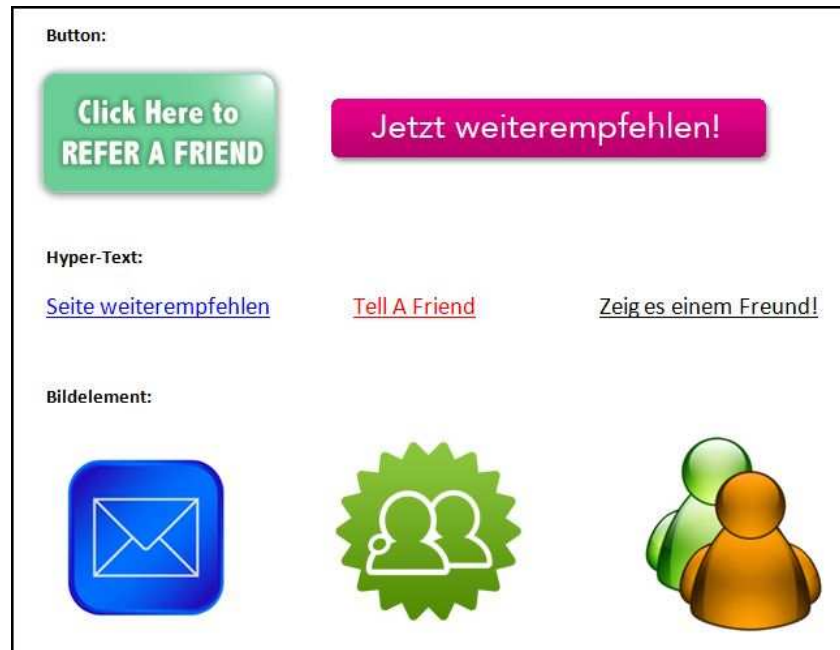 Button:
Click Here to
REFER A FRIEND
Jetzt weiterempfehlen!
Hyper-Text:
Seite weiterempfehlen
Tell A Friend
Zeig es einem Freund!
Bildelement: